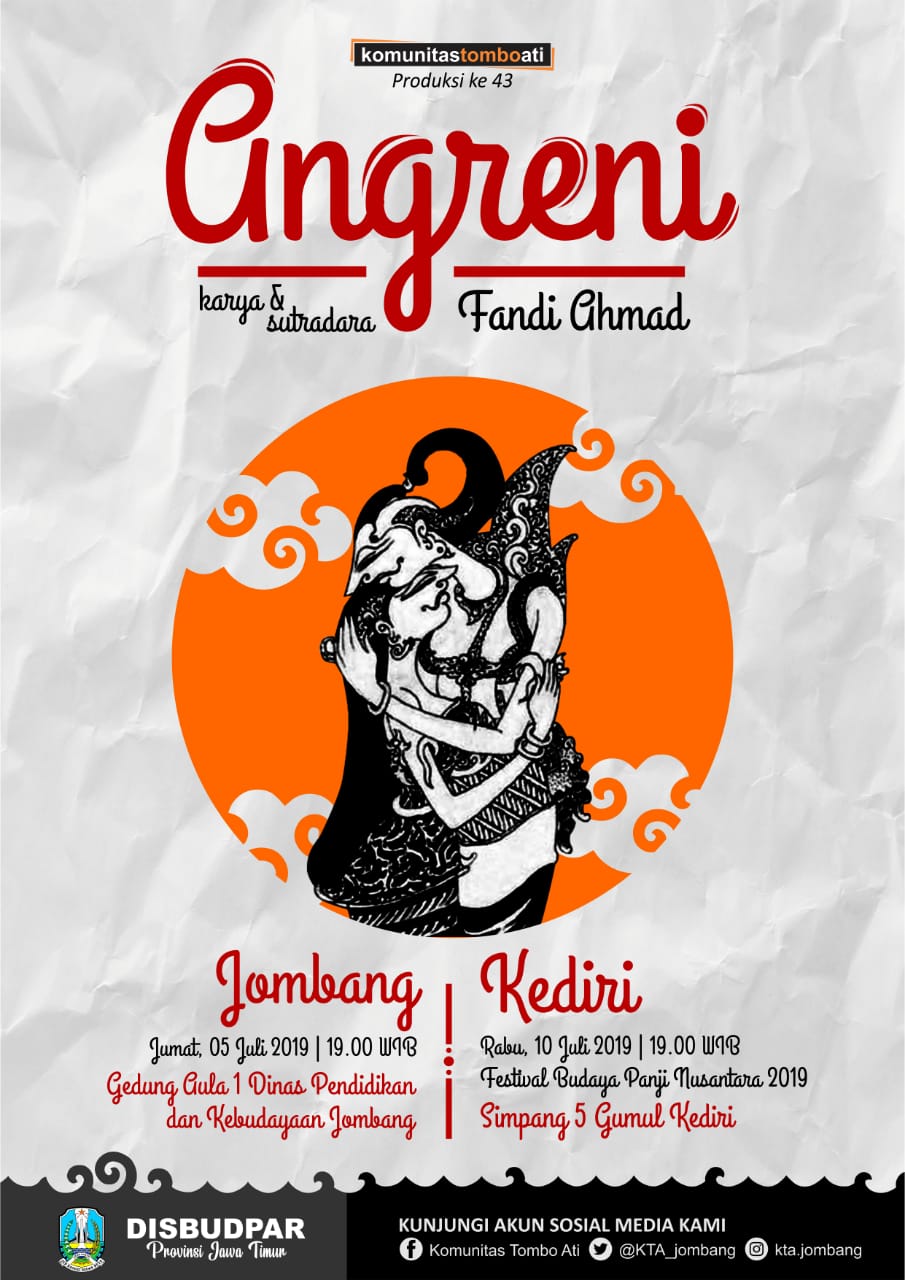 komunitastomboati
Produksi ke 43
angreni
karya &
sutradara
Fandi Ahmad
Jombang
Jumat, 05 Juli 2019 | 19.00 WIB
Gedung Aula 1 Dinas Pendidikan
dan Kebudayaan Jombang
Kediri
Rabu, 10 Juli 2019 | 19.00 WIB
Festival Budaya Panji Nusantara 2019
Simpang 5 Gumul Kediri
DISBUDPAR
Provinsi Jawa Timur
KUNJUNGI AKUN SOSIAL MEDIA KAMI
Komunitas Tombo Ati @KTA_jombang kta.jombang